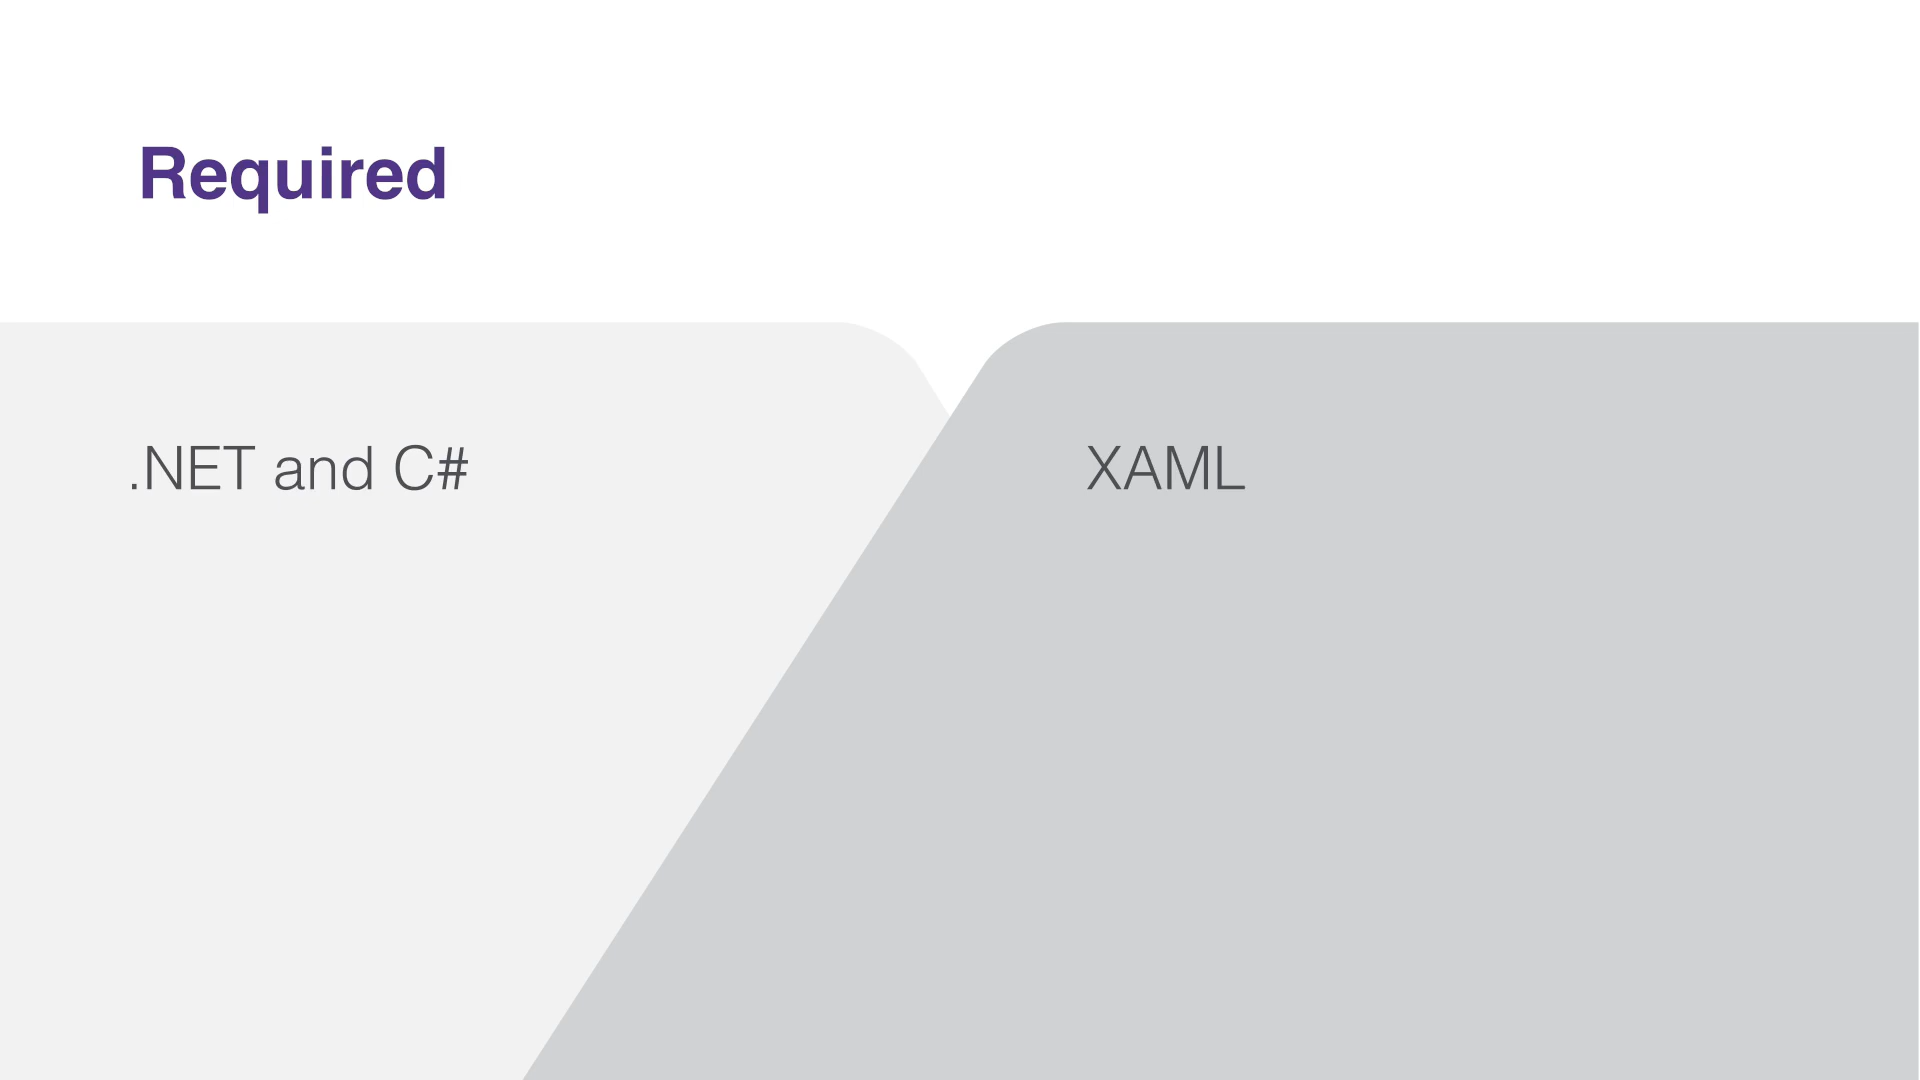 Required
.NET and C#
XAML